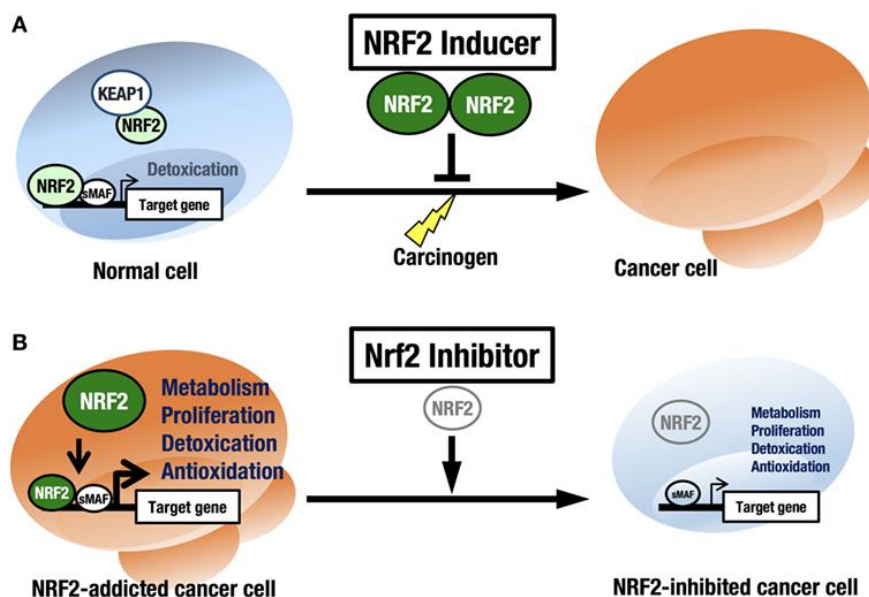 A
NRF2 Inducer
KEAP1
NRF2
NRF2 NRF2
Detoxication
NRF2
sMAF
Target gene
Carcinogen
Normal cell
Cancer cell
B
Nrf2 Inhibitor
NRF2
Metabolism
Proliferation
Detoxication
Antioxidation
NRF2
sMAF
Target gene
NRF2-addicted cancer cell
NRF2
NRF2
Metabolism
Proliferation
Detoxication
Antioxidation
sMAF
Target gene
NRF2-inhibited cancer cell